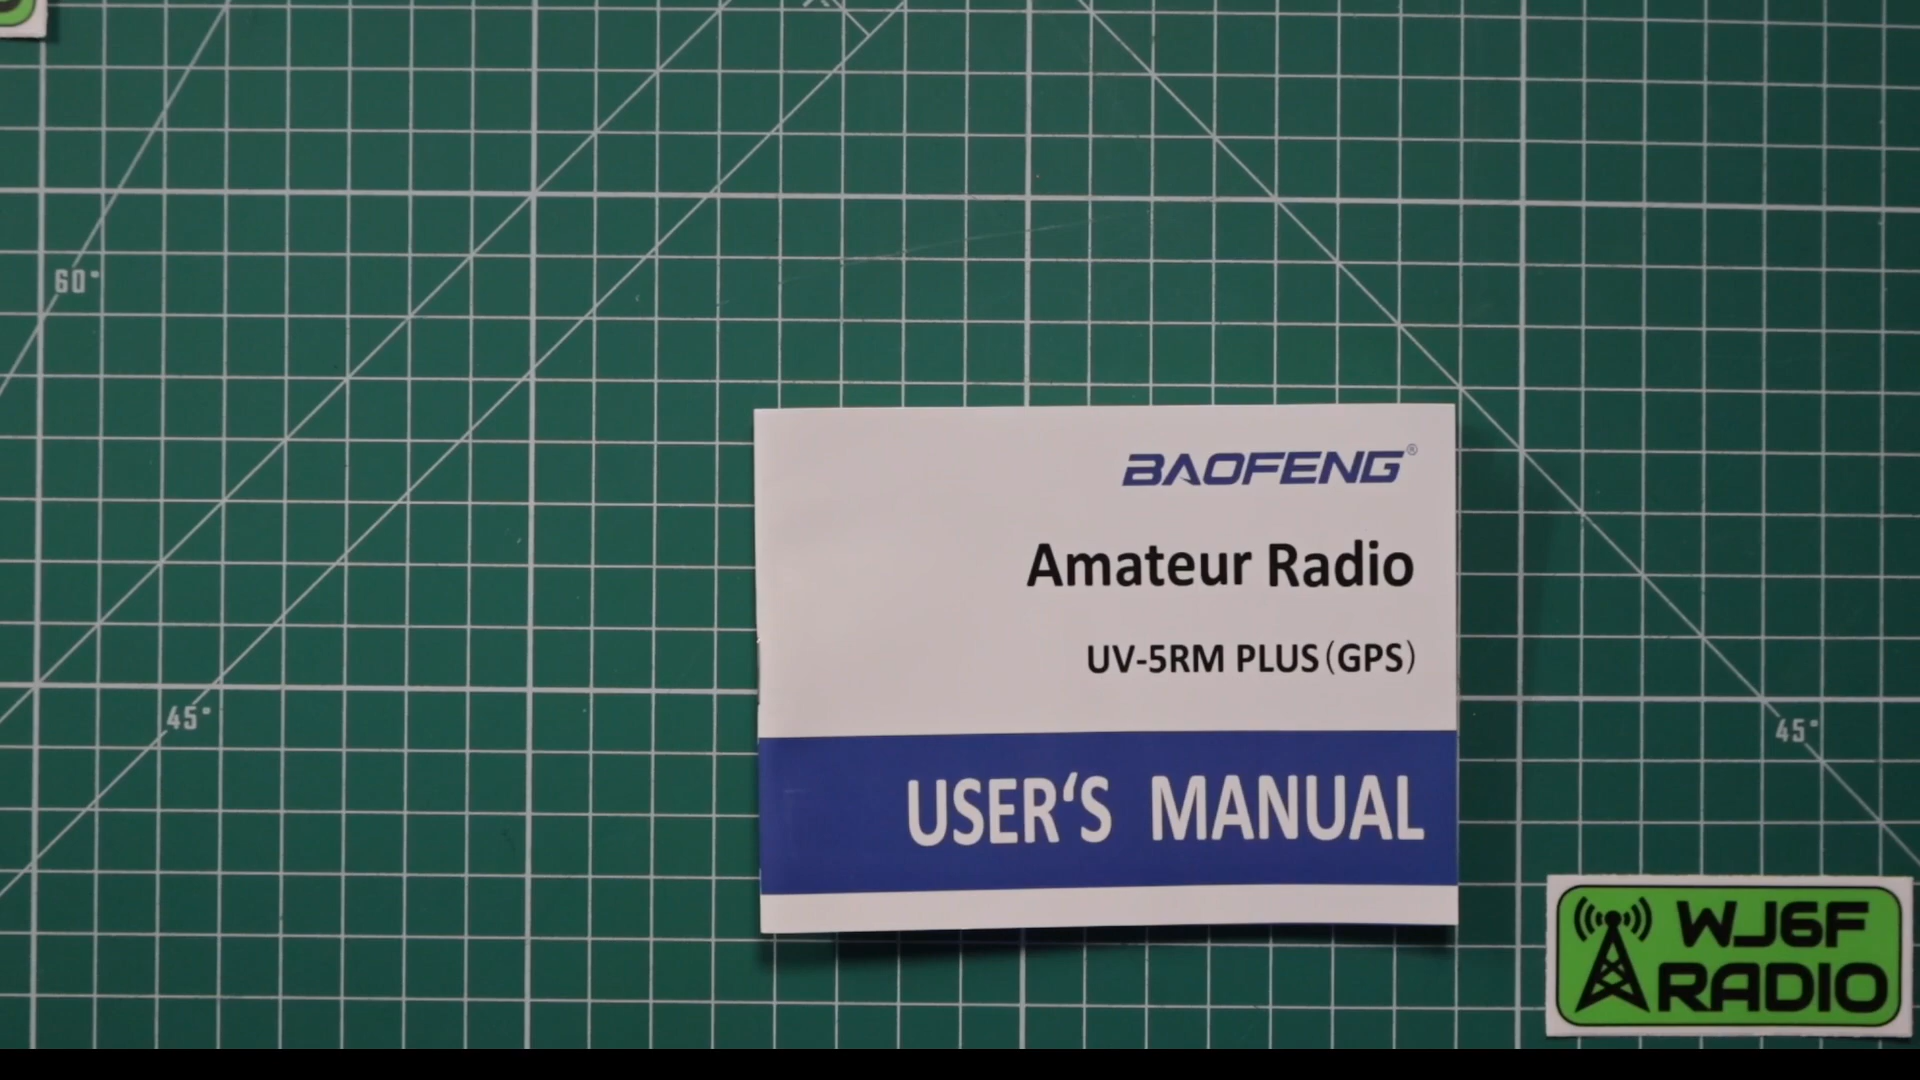 60°
BAOFENG®
Amateur Radio
UV-5RM PLUS (GPS)
45°
45°
USER‘S MANUAL
WJ6F
RADIO